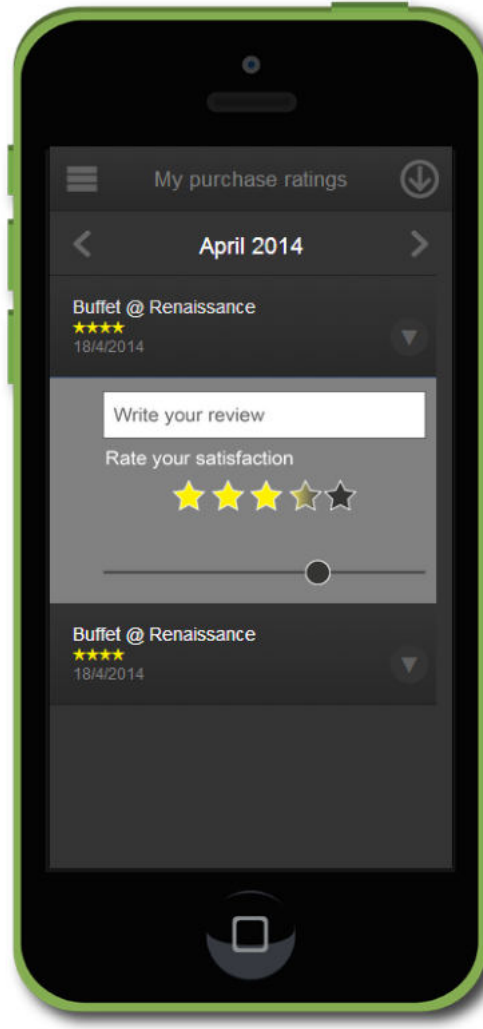 My purchase ratings
April 2014
Buffet @ Renaissance
18/4/2014
Write your review
Rate your satisfaction
Buffet @ Renaissance
18/4/2014